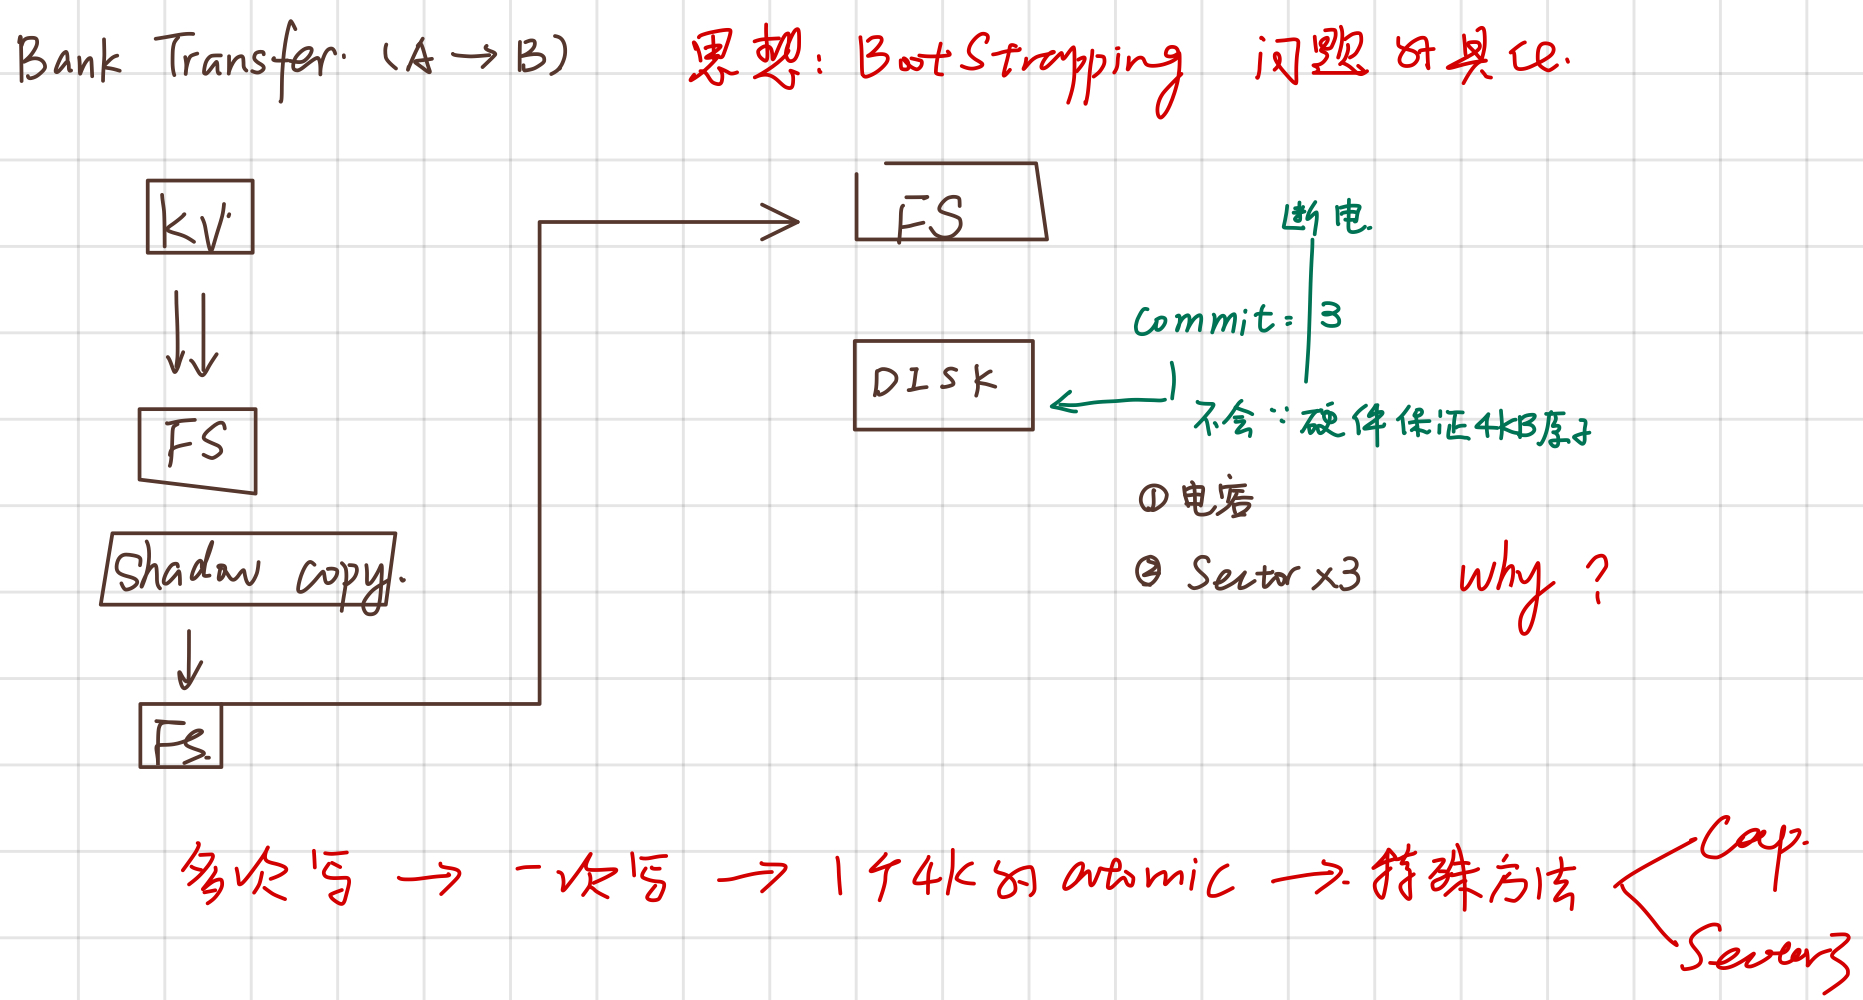 Bank Transfer. (A → B)
思想: BootStrapping 问题的具化.
KV
FS
断电
commit = 3
DISK
FS
不会 ∵ 硬件保证4KB原子
① 电容
Shadow copy.
② Sector x3
why ?
FS.
多次写 → 一次写 → 1个4K的 atomic → 特殊方法
Cap.
Sector3